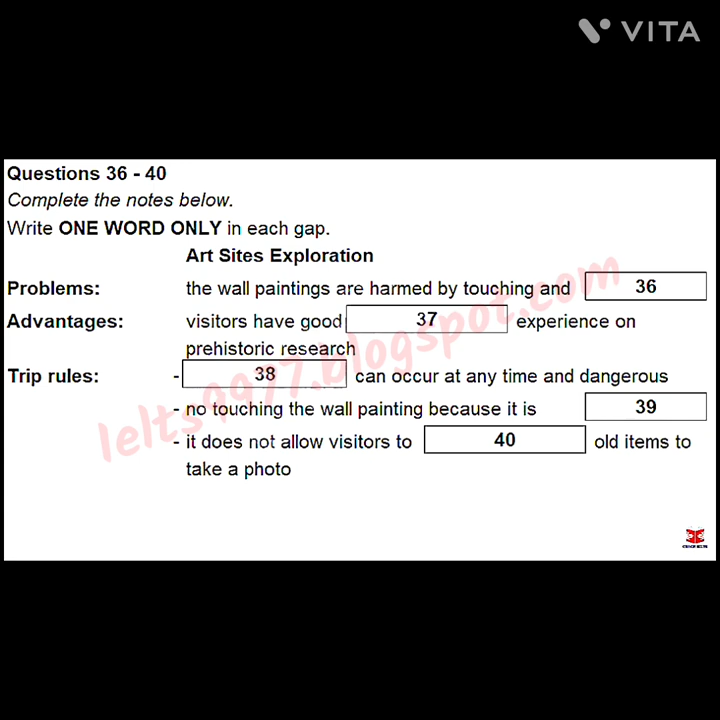 VITA
Questions 36 - 40
Complete the notes below.
Write ONE WORD ONLY in each gap.
Art Sites Exploration
Problems: the wall paintings are harmed by touching and 36
Advantages: visitors have good 37 experience on
prehistoric research
Trip rules: - 38 can occur at any time and dangerous
- no touching the wall painting because it is 39
- it does not allow visitors to 40 old items to
take a photo
Ielts9977.blogspot.com